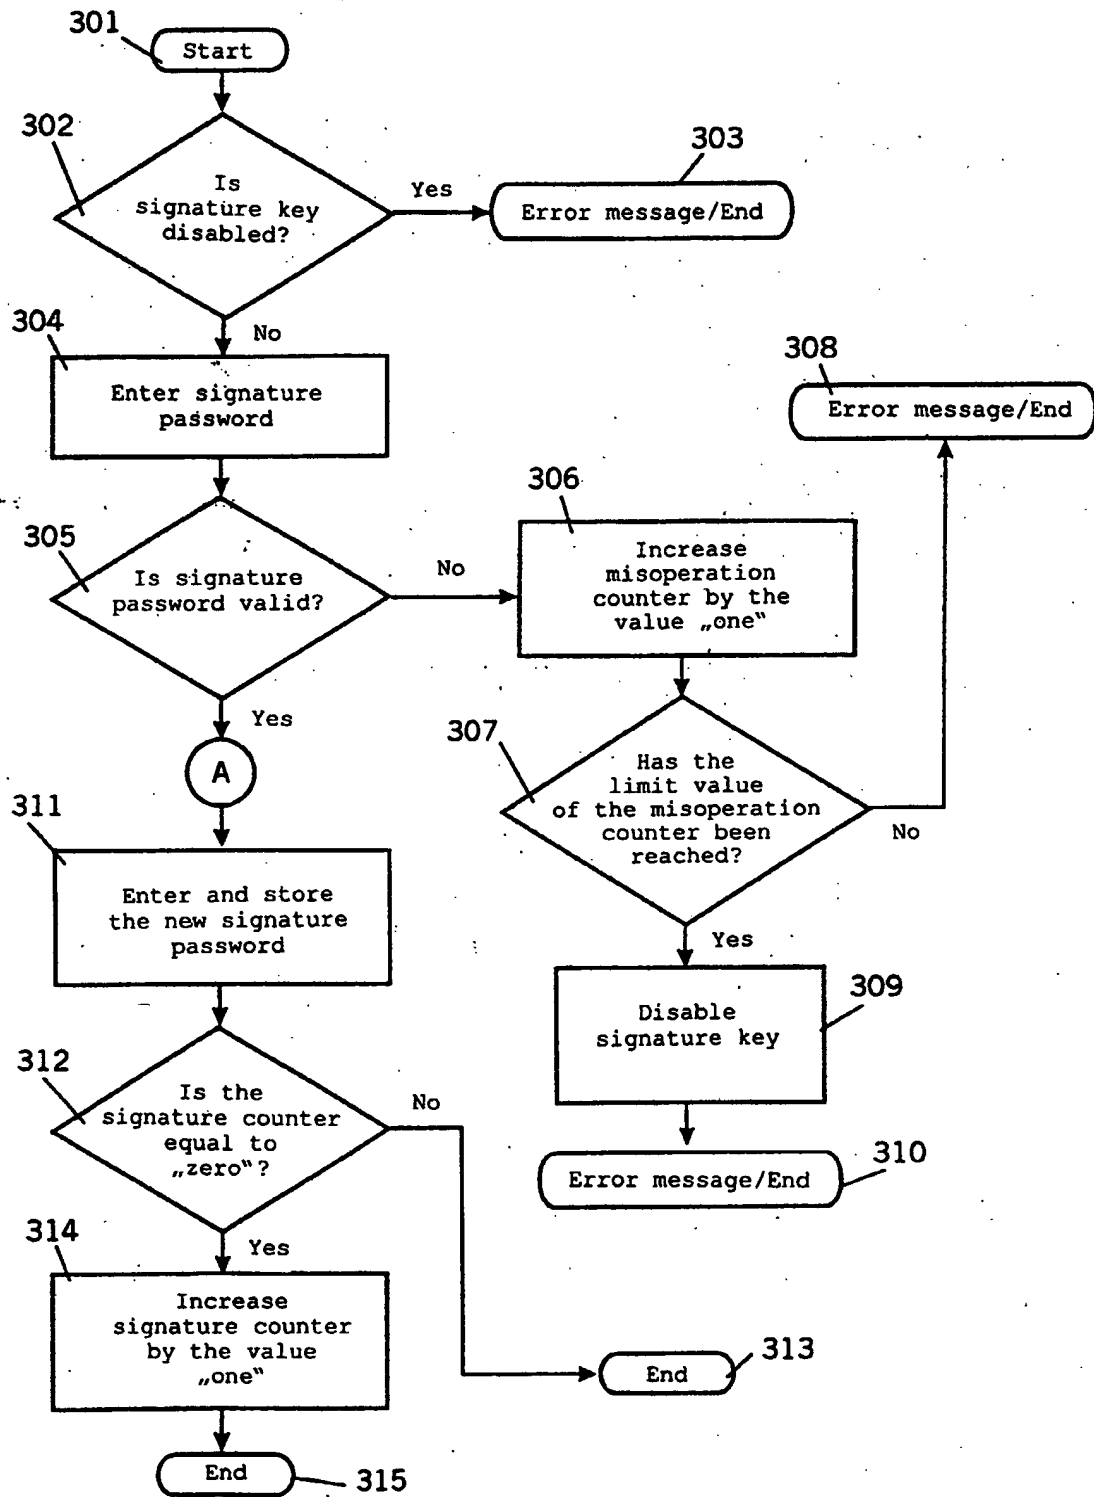 301
Start
302
Is
signature key
disabled?
Yes
303
Error message/End
No
304
Enter signature
password
308
Error message/End
305
Is signature
password valid?
No
306
Increase
misoperation
counter by the
value „one“
Yes
A
307
Has the
limit value
of the misoperation
counter been
reached?
No
311
Enter and store
the new signature
password
Yes
309
Disable
signature key
312
Is the
signature counter
equal to
„zero“?
No
310
Error message/End
Yes
314
Increase
signature counter
by the value
„one“
313
End
End
315